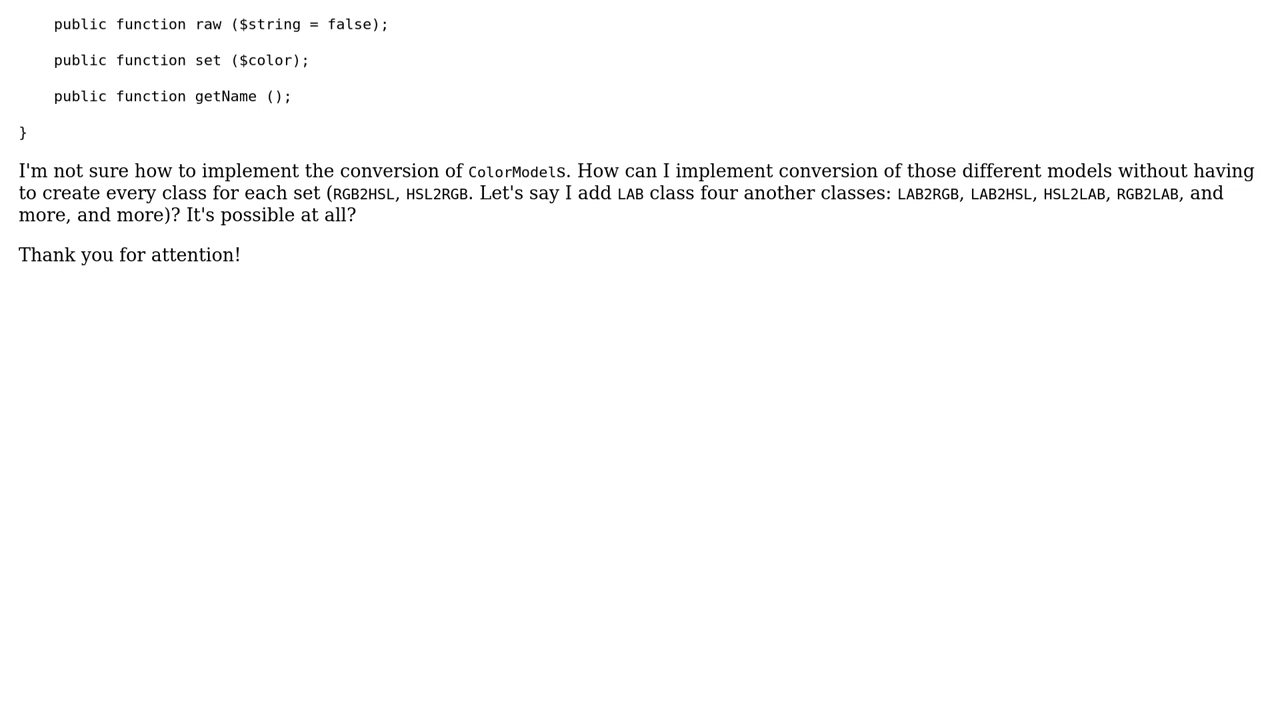 public function raw ($string = false);
public function set ($color);
public function getName ();
}
I'm not sure how to implement the conversion of ColorModels. How can I implement conversion of those different models without having
to create every class for each set (RGB2HSL, HSL2RGB. Let's say I add LAB class four another classes: LAB2RGB, LAB2HSL, HSL2LAB, RGB2LAB, and
more, and more)? It's possible at all?
Thank you for attention!